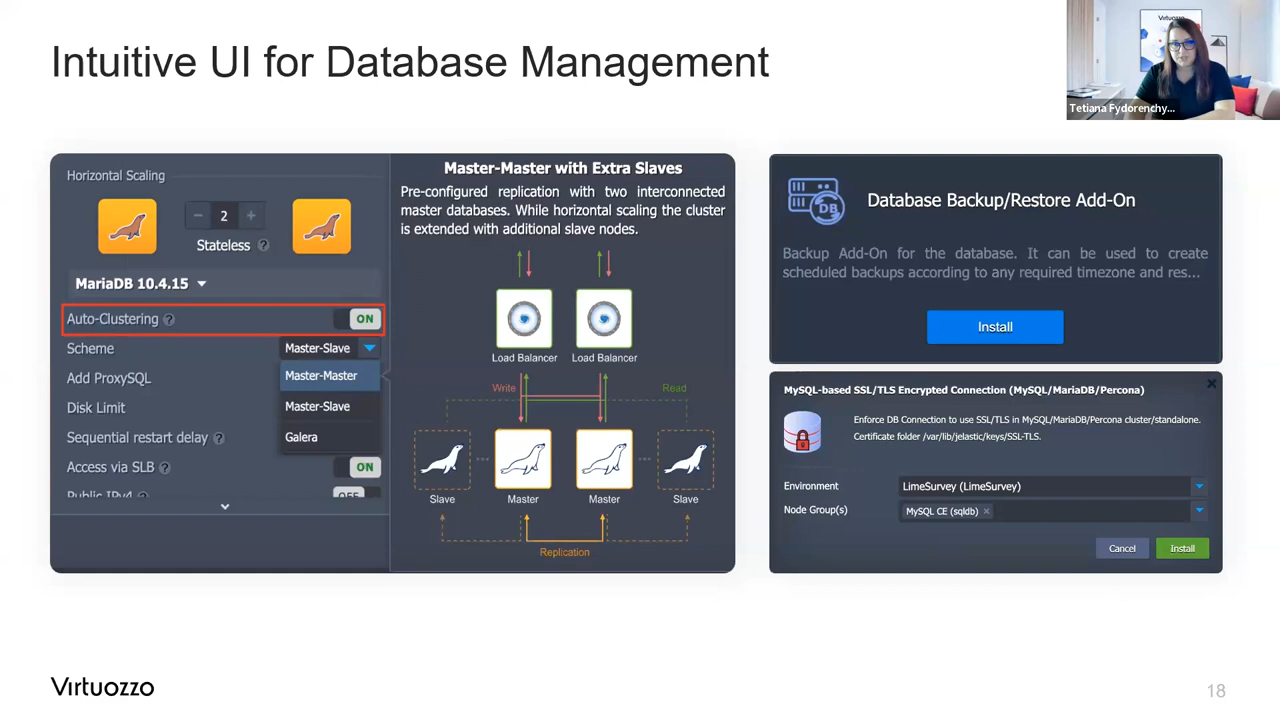 Intuitive UI for Database Management
Virtuozzo
Tetiana Fydorenchy...
Horizontal Scaling
2
Stateless ?
MariaDB 10.4.15
Auto-Clustering ? ON
Scheme Master-Slave
Master-Master
Add ProxySQL
Master-Slave
Disk Limit
Galera
Sequential restart delay ?
Access via SLB ? ON
Public IPv4 ? OFF
Master-Master with Extra Slaves
Pre-configured replication with two interconnected
master databases. While horizontal scaling the cluster
is extended with additional slave nodes.
Load Balancer Load Balancer
Write Read
Slave Master Master Slave
Replication
DB
Database Backup/Restore Add-On
Backup Add-On for the database. It can be used to create
scheduled backups according to any required timezone and res...
Install
MySQL-based SSL/TLS Encrypted Connection (MySQL/MariaDB/Percona)
Enforce DB Connection to use SSL/TLS in MySQL/MariaDB/Percona cluster/standalone.
Certificate folder /var/lib/jelastic/keys/SSL-TLS.
Environment LimeSurvey (LimeSurvey)
Node Group(s) MySQL CE (sqldb) ×
Cancel Install
Virtuozzo
18